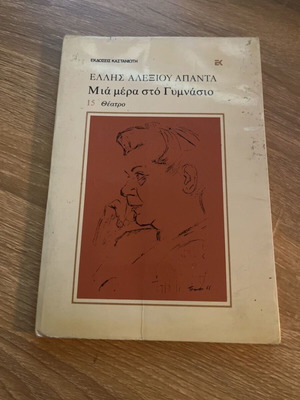 ΕΚΔΟΣΕΙΣ ΚΑΣΤΑΝΙΩΤΗ
ΕΚ
ΕΛΛΗΣ ΑΛΕΞΙΟΥ ΑΠΑΝΤΑ
Μιά μέρα στό Γυμνάσιο
15 Θέατρο